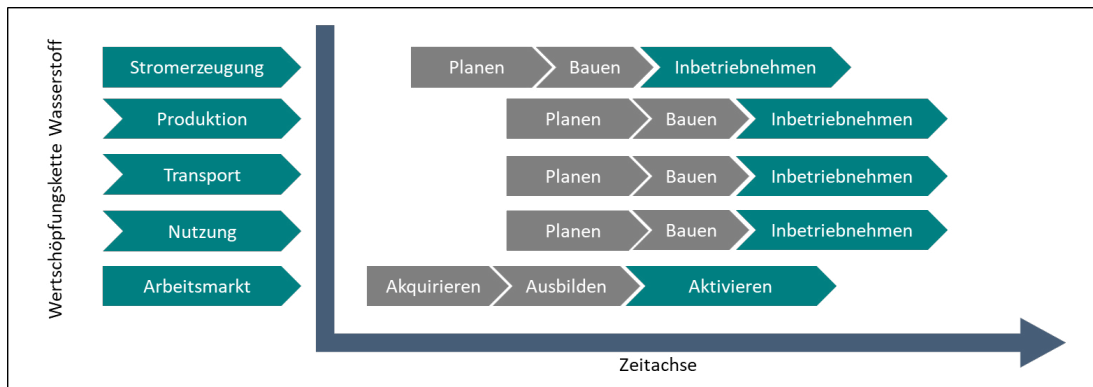 Wertschöpfungskette Wasserstoff
Stromerzeugung Planen Bauen Inbetriebnehmen
Produktion Planen Bauen Inbetriebnehmen
Transport Planen Bauen Inbetriebnehmen
Nutzung Planen Bauen Inbetriebnehmen
Arbeitsmarkt Akquirieren Ausbilden Aktivieren
Zeitachse